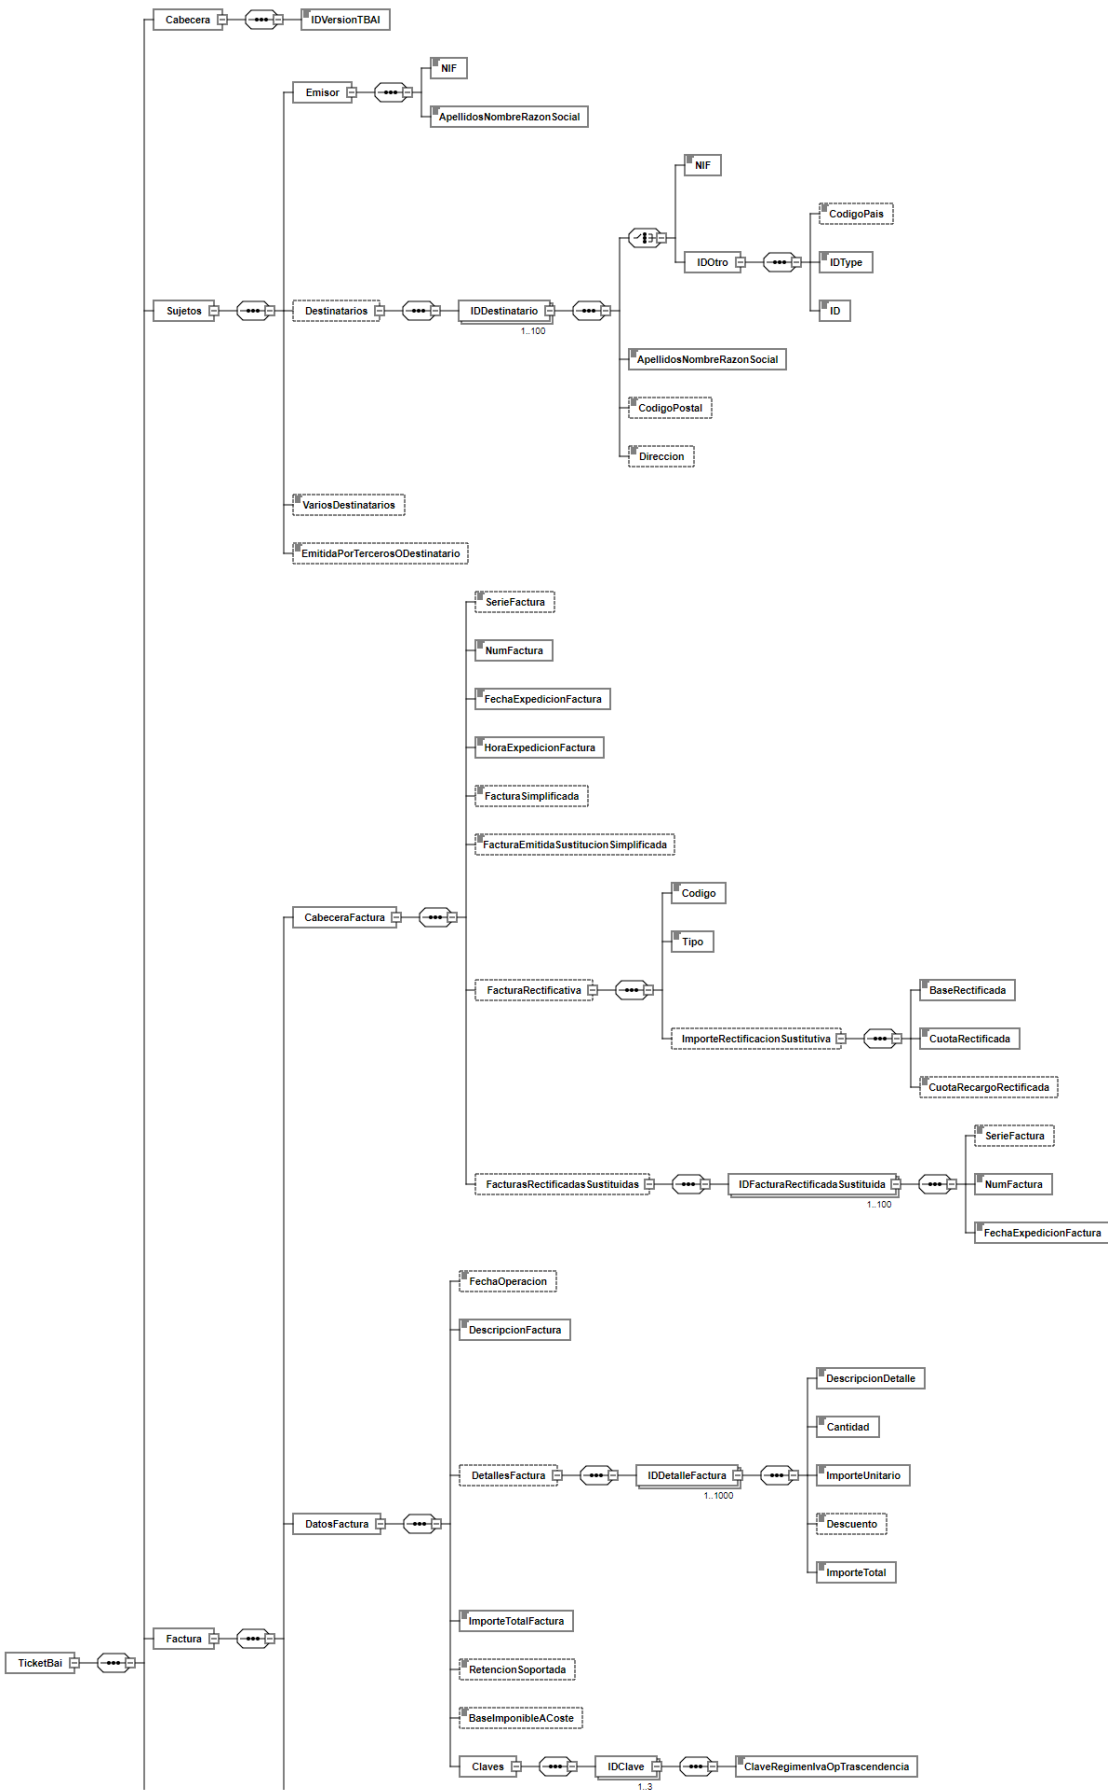 Cabecera
IDVersionTBAI
NIF
Emisor
ApellidosNombreRazonSocial
NIF
CodigoPais
IDOtro
IDType
Sujetos
Destinatarios
IDDestinatario
ID
1..100
ApellidosNombreRazonSocial
CodigoPostal
Direccion
VariosDestinatarios
EmitidaPorTercerosODestinatario
SerieFactura
NumFactura
FechaExpedicionFactura
HoraExpedicionFactura
FacturaSimplificada
FacturaEmitidaSustitucionSimplificada
Codigo
CabeceraFactura
Tipo
FacturaRectificativa
BaseRectificada
ImporteRectificacionSustitutiva
CuotaRectificada
CuotaRecargoRectificada
SerieFactura
FacturasRectificadasSustituidas
IDFacturaRectificadaSustituida
NumFactura
1..100
FechaExpedicionFactura
FechaOperacion
DescripcionFactura
DescripcionDetalle
Cantidad
DetallesFactura
IDDetalleFactura
ImporteUnitario
1..1000
DatosFactura
Descuento
ImporteTotal
ImporteTotalFactura
Factura
TicketBai
RetencionSoportada
BaseImponibleACoste
Claves
IDClave
ClaveRegimenIvaOpTrascendencia
1..3